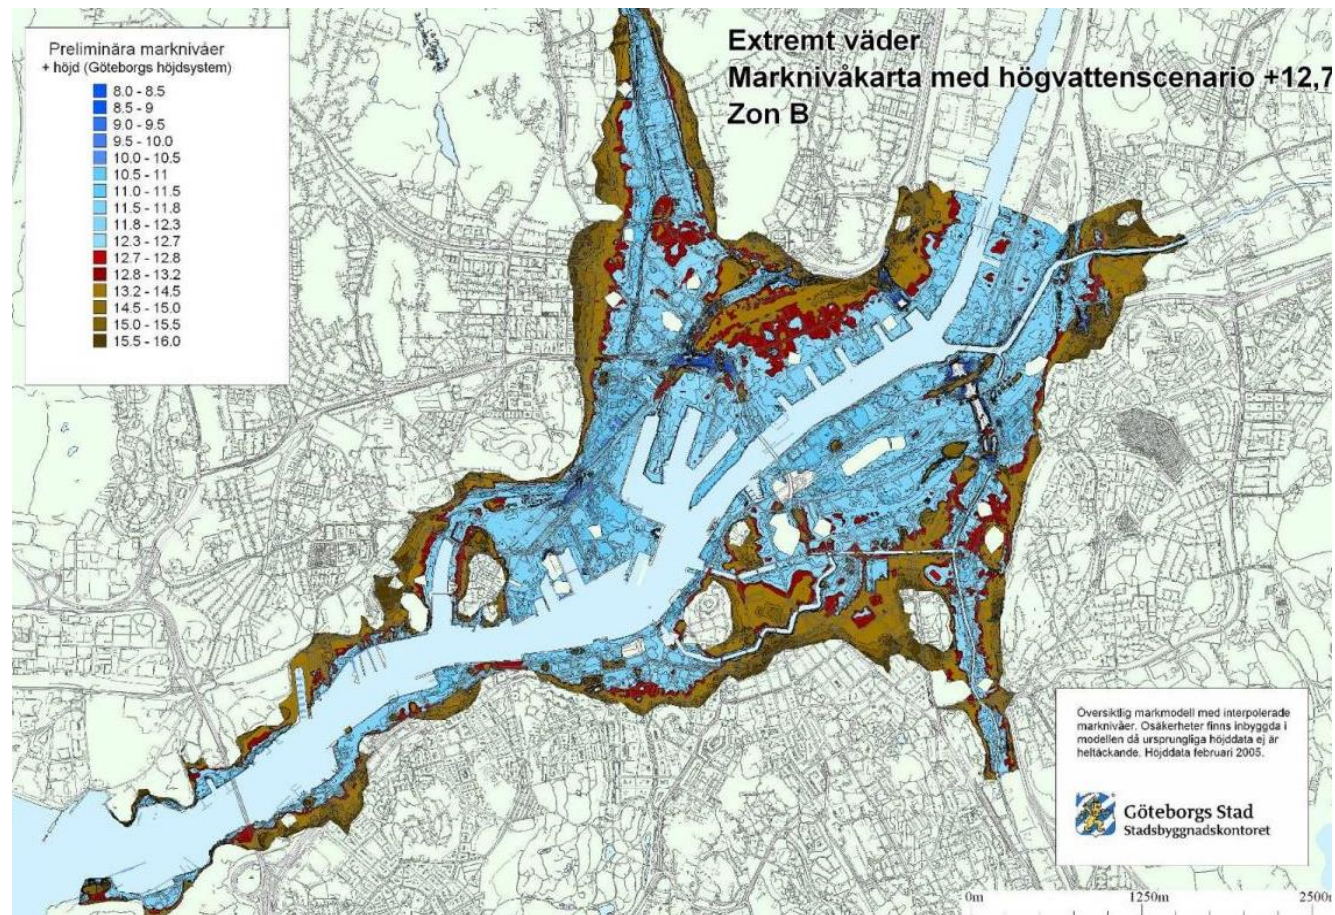 Preliminära marknivåer
+ höjd (Göteborgs höjdsystem)
8.0 - 8.5
8.5 - 9
9.0 - 9.5
9.5 - 10.0
10.0 - 10.5
10.5 - 11
11.0 - 11.5
11.5 - 11.8
11.8 - 12.3
12.3 - 12.7
12.7 - 12.8
12.8 - 13.2
13.2 - 14.5
14.5 - 15.0
15.0 - 15.5
15.5 - 16.0
Extremt väder
Marknivåkarta med högvattenscenario +12,7
Zon B
Översiktlig markmodell med interpolerade
marknivåer. Osäkerheter finns inbyggda i
modellen då ursprungliga höjddata ej är
heltäckande. Höjddata februari 2005.
Göteborgs Stad
Stadsbyggnadskontoret
0m 1250m 2500m